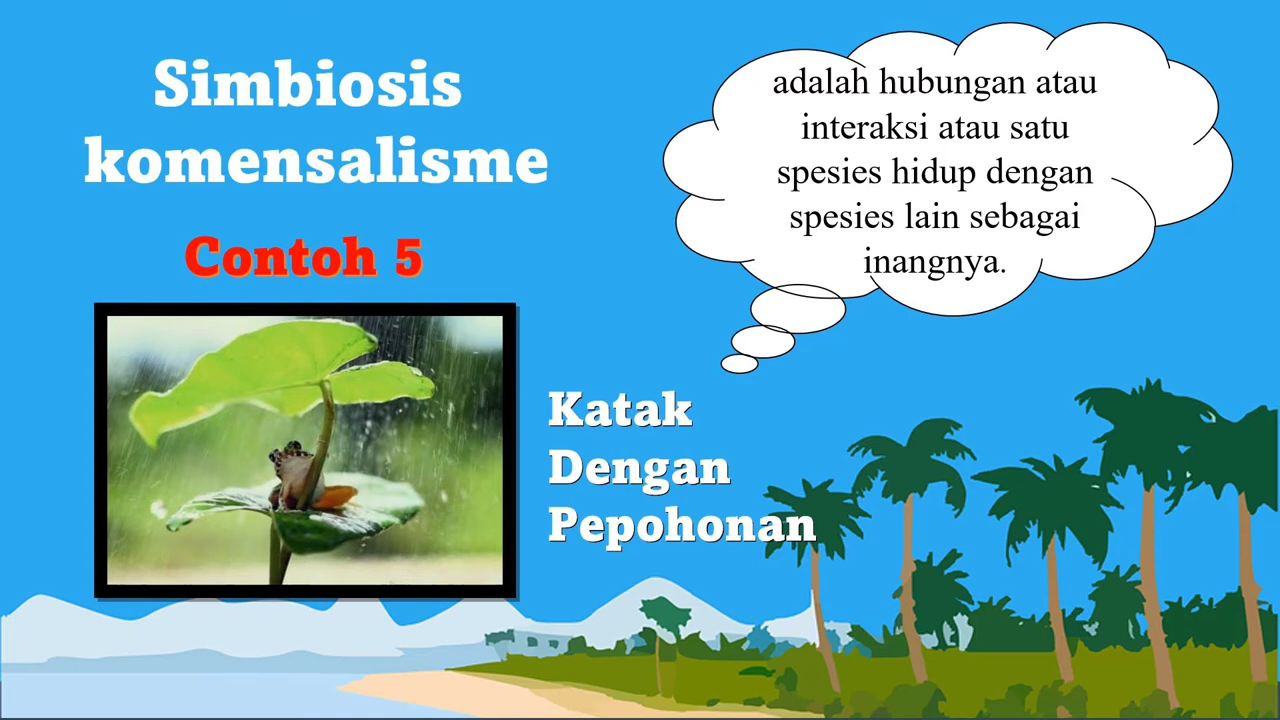 Simbiosis
komensalisme
Contoh 5
adalah hubungan atau
interaksi atau satu
spesies hidup dengan
spesies lain sebagai
inangnya.
Katak
Dengan
Pepohonan